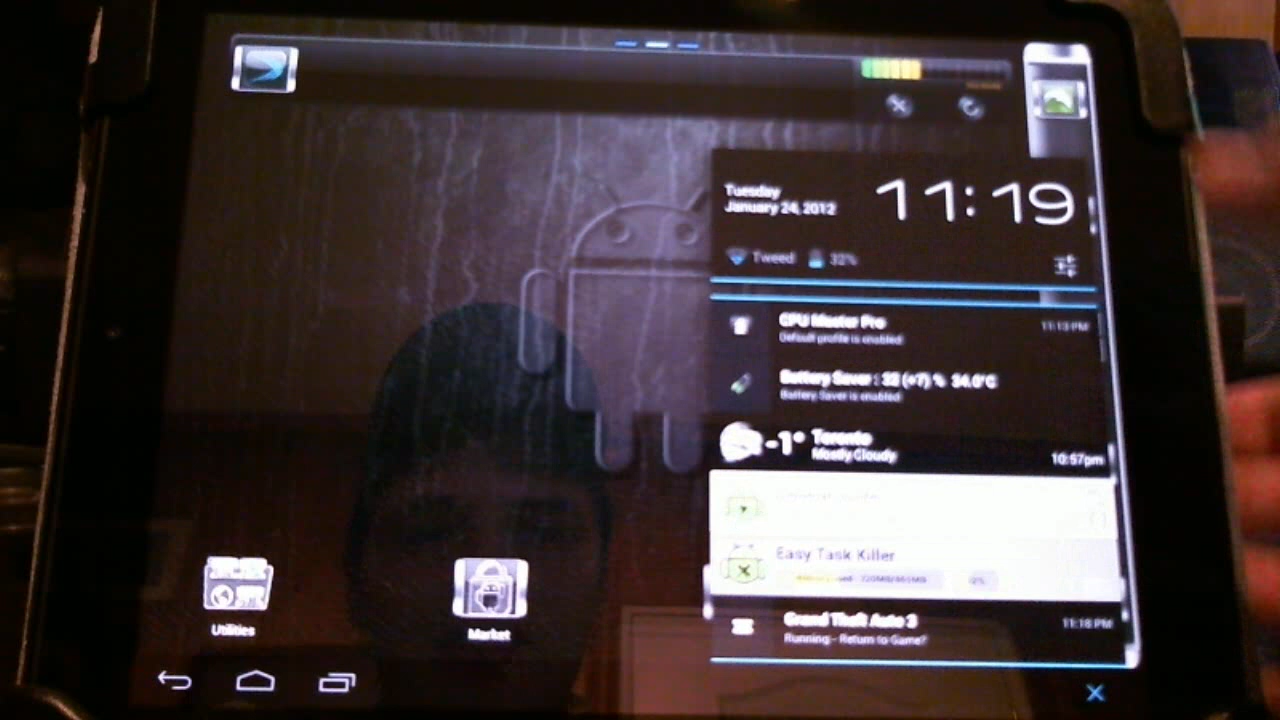 Tuesday
January 24, 2012
11:19
Tweed 32%
CPU Master Pro
11:13 PM
Default profile is enabled
Battery Saver : 32 (+7) % 34.0°C
Battery Saver is enabled
-1° Toronto
Mostly Cloudy
10:57pm
Easy Task Killer
Grand Theft Auto 3
11:18 PM
Running - Return to Game?
Utilities
Market